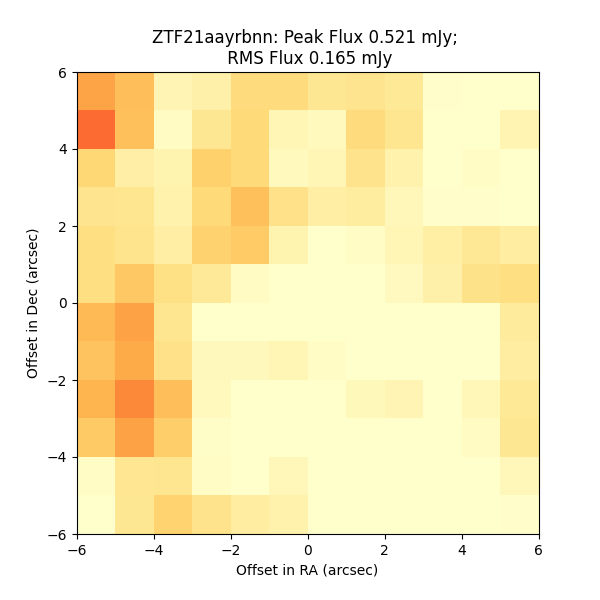 ZTF21aayrbnn: Peak Flux 0.521 mJy;
RMS Flux 0.165 mJy
6
4
2
0
−2
−4
−6
Offset in Dec (arcsec)
−6 −4 −2 0 2 4 6
Offset in RA (arcsec)